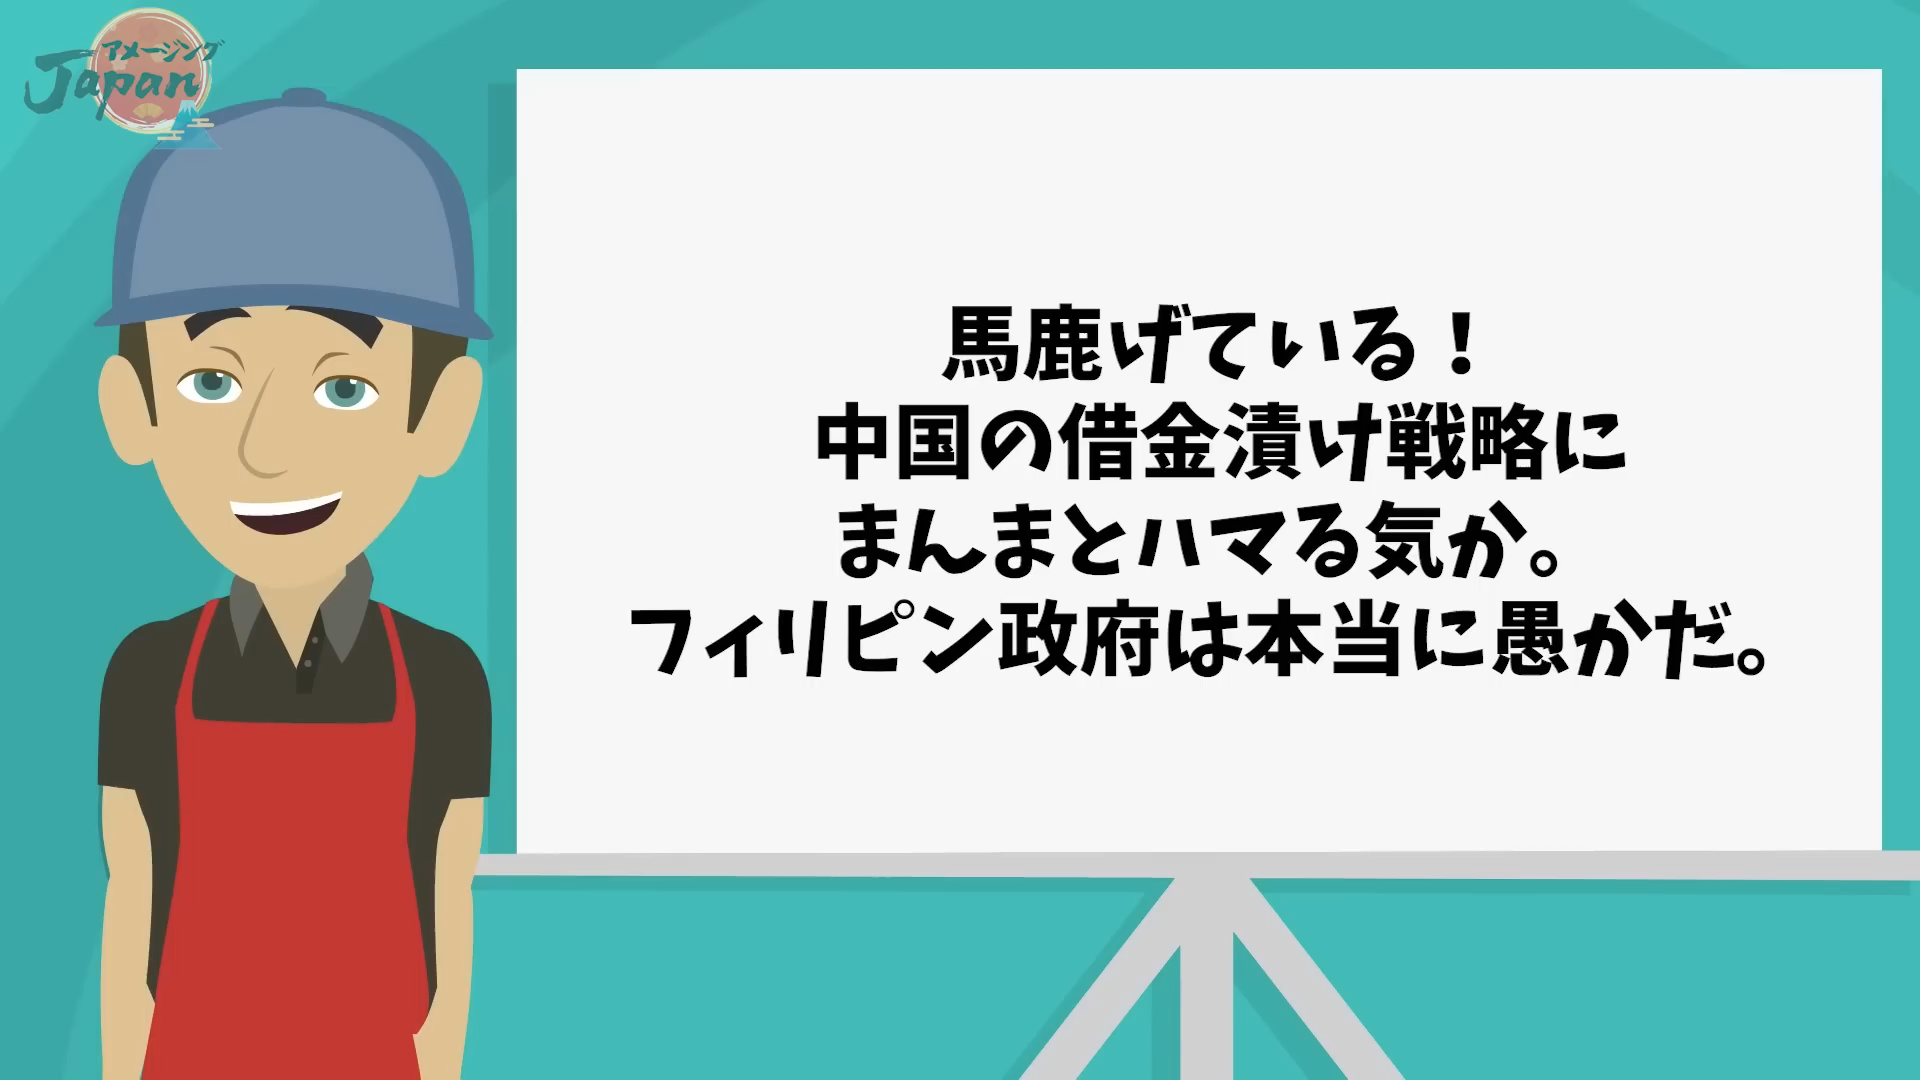 アメージング
Japan
馬鹿げている！
中国の借金漬け戦略に
まんまとハマる気か。
フィリピン政府は本当に愚かだ。